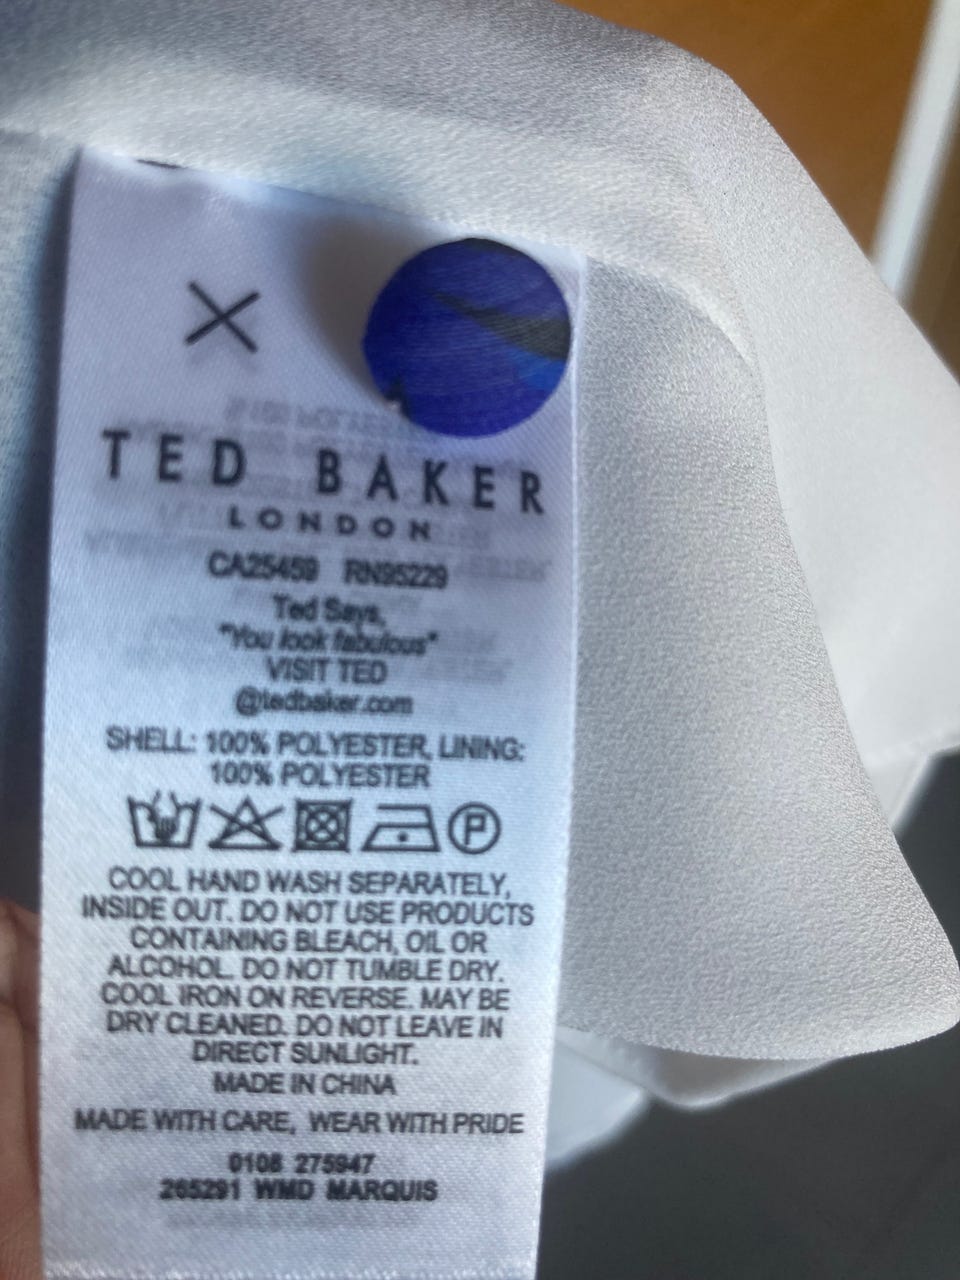 TED BAKER
LONDON
CA25459 RN95229
Ted Says,
"You look fabulous"
VISIT TED
@tedbaker.com
SHELL: 100% POLYESTER, LINING:
100% POLYESTER
P
COOL HAND WASH SEPARATELY,
INSIDE OUT. DO NOT USE PRODUCTS
CONTAINING BLEACH, OIL OR
ALCOHOL. DO NOT TUMBLE DRY.
COOL IRON ON REVERSE. MAY BE
DRY CLEANED. DO NOT LEAVE IN
DIRECT SUNLIGHT.
MADE IN CHINA
MADE WITH CARE, WEAR WITH PRIDE
0108 275947
265291 WMD MARQUIS